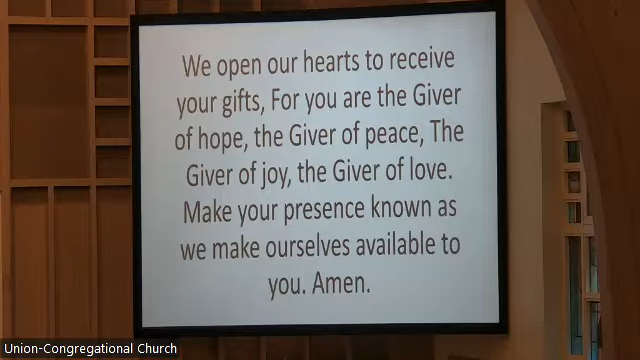 We open our hearts to receive
your gifts, For you are the Giver
of hope, the Giver of peace, The
Giver of joy, the Giver of love.
Make your presence known as
we make ourselves available to
you. Amen.
Union-Congregational Church